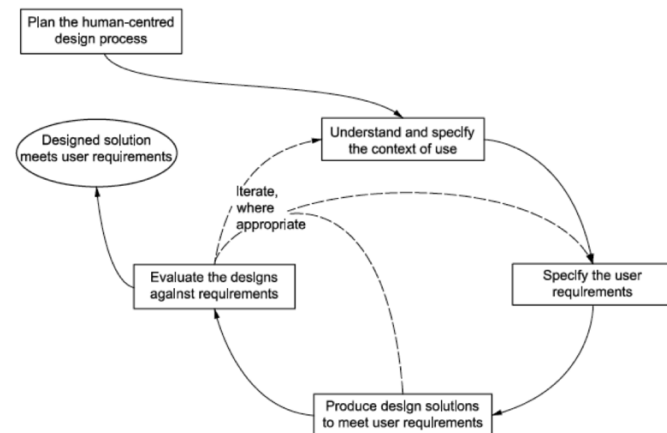 Plan the human-centred
design process
Understand and specify
the context of use
Designed solution
meets user requirements
Iterate,
where
appropriate
Evaluate the designs
against requirements
Specify the user
requirements
Produce design solutions
to meet user requirements